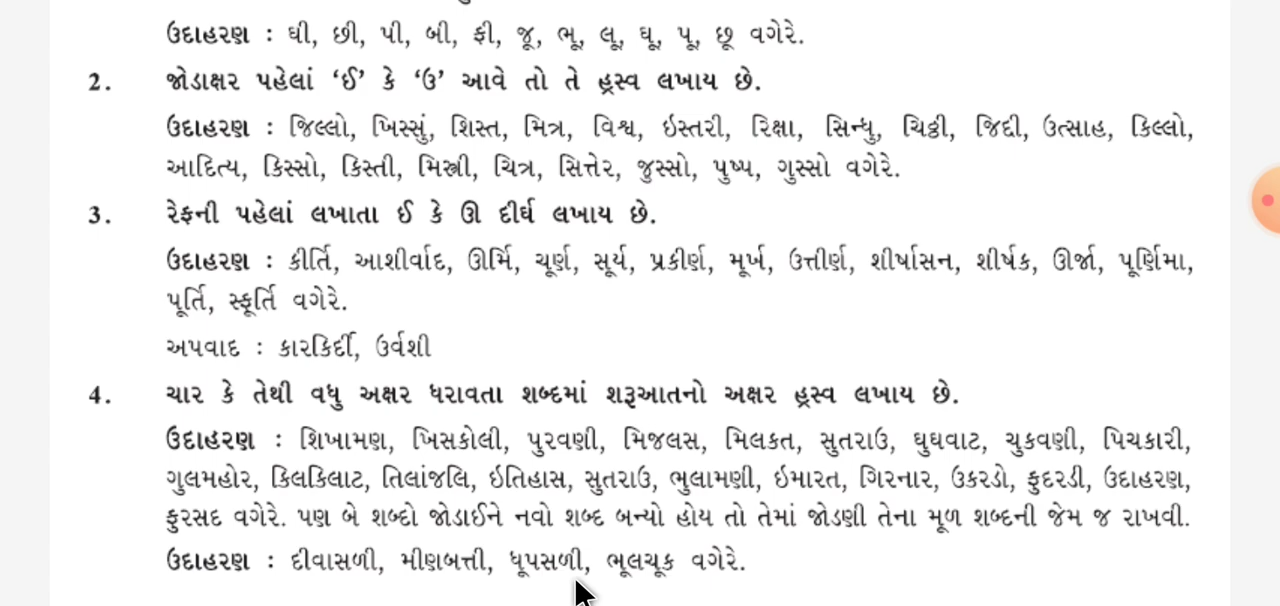 ઉદાહરણ : ઘી, છી, પી, બી, ફી, જૂ, ભૂ, લૂ, ઘૂ, પૂ, છૂ વગેરે.
2. જોડાક્ષર પહેલાં ‘ઈ’ કે ‘ઉ’ આવે તો તે હ્રસ્વ લખાય છે.
ઉદાહરણ : જિલ્લો, ખિસ્સું, શિસ્ત, મિત્ર, વિશ્વ, ઇસ્તરી, રિક્ષા, સિન્ધુ, ચિઠ્ઠી, જિદ્દી, ઉત્સાહ, કિલ્લો,
આદિત્ય, કિસ્સો, કિસ્તી, મિસ્ત્રી, ચિત્ર, સિત્તેર, જુસ્સો, પુષ્પ, ગુસ્સો વગેરે.
3. રેફની પહેલાં લખાતા ઈ કે ઊ દીર્ઘ લખાય છે.
ઉદાહરણ : કીર્તિ, આશીર્વાદ, ઊર્મિ, ચૂર્ણ, સૂર્ય, પ્રકીર્ણ, મૂર્ખ, ઉત્તીર્ણ, શીર્ષાસન, શીર્ષક, ઊર્જા, પૂર્ણિમા,
પૂર્તિ, સ્ફૂર્તિ વગેરે.
અપવાદ : કારકિર્દી, ઉર્વશી
4. ચાર કે તેથી વધુ અક્ષર ધરાવતા શબ્દમાં શરૂઆતનો અક્ષર હ્રસ્વ લખાય છે.
ઉદાહરણ : શિખામણ, ખિસકોલી, પુરવણી, મિજલસ, મિલકત, સુતરાઉ, ઘુઘવાટ, ચુકવણી, પિચકારી,
ગુલમહોર, કિલકિલાટ, તિલાંજલિ, ઇતિહાસ, સુતરાઉ, ભુલામણી, ઇમારત, ગિરનાર, ઉકરડો, ફુદરડી, ઉદાહરણ,
ફુરસદ વગેરે. પણ બે શબ્દો જોડાઈને નવો શબ્દ બન્યો હોય તો તેમાં જોડણી તેના મૂળ શબ્દની જેમ જ રાખવી.
ઉદાહરણ : દીવાસળી, મીણબત્તી, ધૂપસળી, ભૂલચૂક વગેરે.